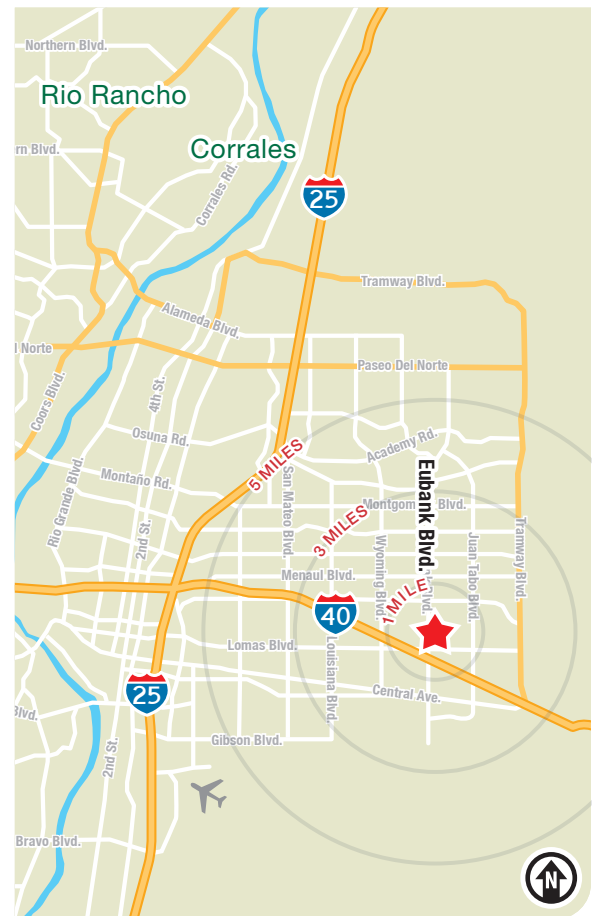 Northern Blvd.
Rio Rancho
Corrales
rn Blvd.
Corrales Rd.
25
Tramway Blvd.
Alameda Blvd.
l Norte
Paseo Del Norte
Coors Blvd.
4th St.
Osuna Rd.
Academy Rd.
5 MILES
San Mateo Blvd.
Eubank Blvd.
Montaño Rd.
Rio Grande Blvd.
2nd St.
Montgom Blvd.
3 MILES
Wyoming Blvd.
Juan Tabo Blvd.
Tramway Blvd.
Menaul Blvd.
1 MILE
Blvd.
40
Lomas Blvd.
Louisiana Blvd.
Central Ave.
25
Blvd.
2nd St.
Gibson Blvd.
Bravo Blvd.
N